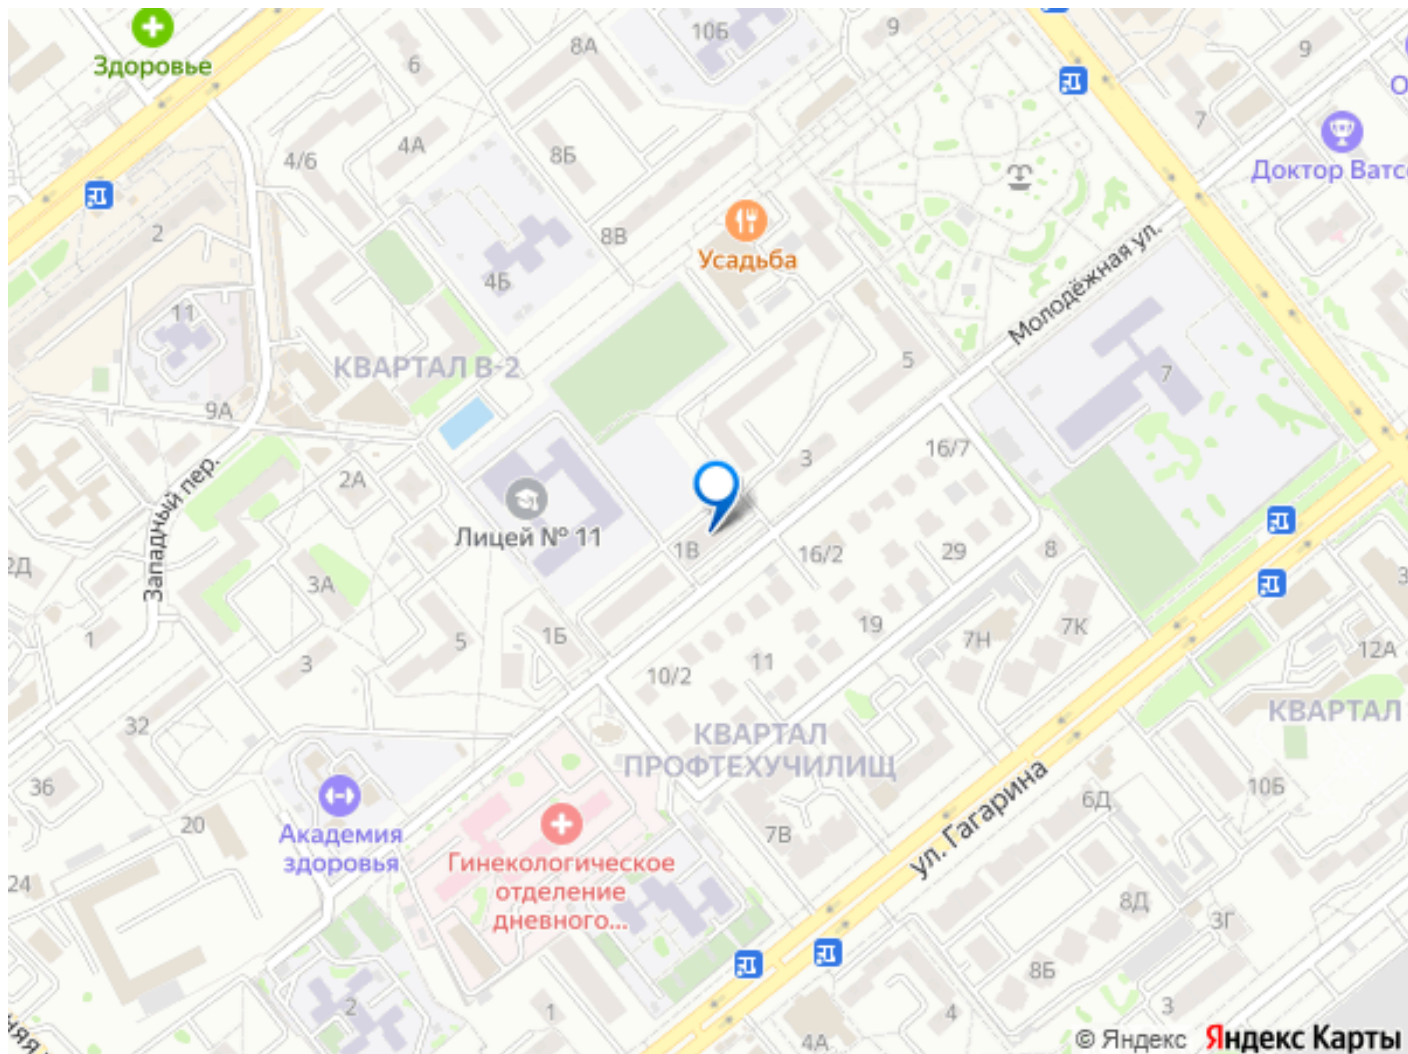 10Б
9
8А
6
9
Здоровье
О
7
4А
4/6
8Б
Доктор Ватс
2
8В
Усадьба
4Б
Молодёжная ул.
11
КВАРТАЛ В-2
5
7
9А
16/7
3
2А
Западный пер.
Лицей № 11
1В
16/2
29
8
2Д
3А
3
19
1
1Б
5
7Н
7К
12А
3
11
10/2
КВАРТАЛ
32
КВАРТАЛ
ПРОФТЕХУЧИЛИЩ
36
10Б
6Д
20
Академия
здоровья
7В
ул. Гагарина
Гинекологическое
отделение
дневного...
24
8Д
3Г
8Б
2
1
4
3
4А
ная
© Яндекс Яндекс Карты